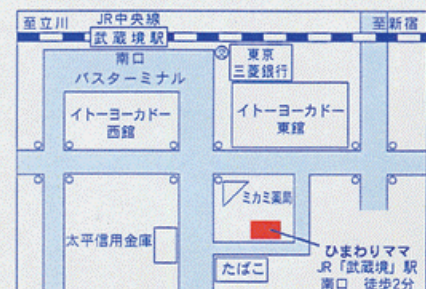 至立川
JR中央線
至新宿
武蔵境駅
南口
交
東京
三菱銀行
バスターミナル
イトーヨーカドー
西館
イトーヨーカドー
東館
ミカミ薬局
太平信用金庫
ひまわりママ
たばこ
JR「武蔵境」駅
南口 徒歩2分